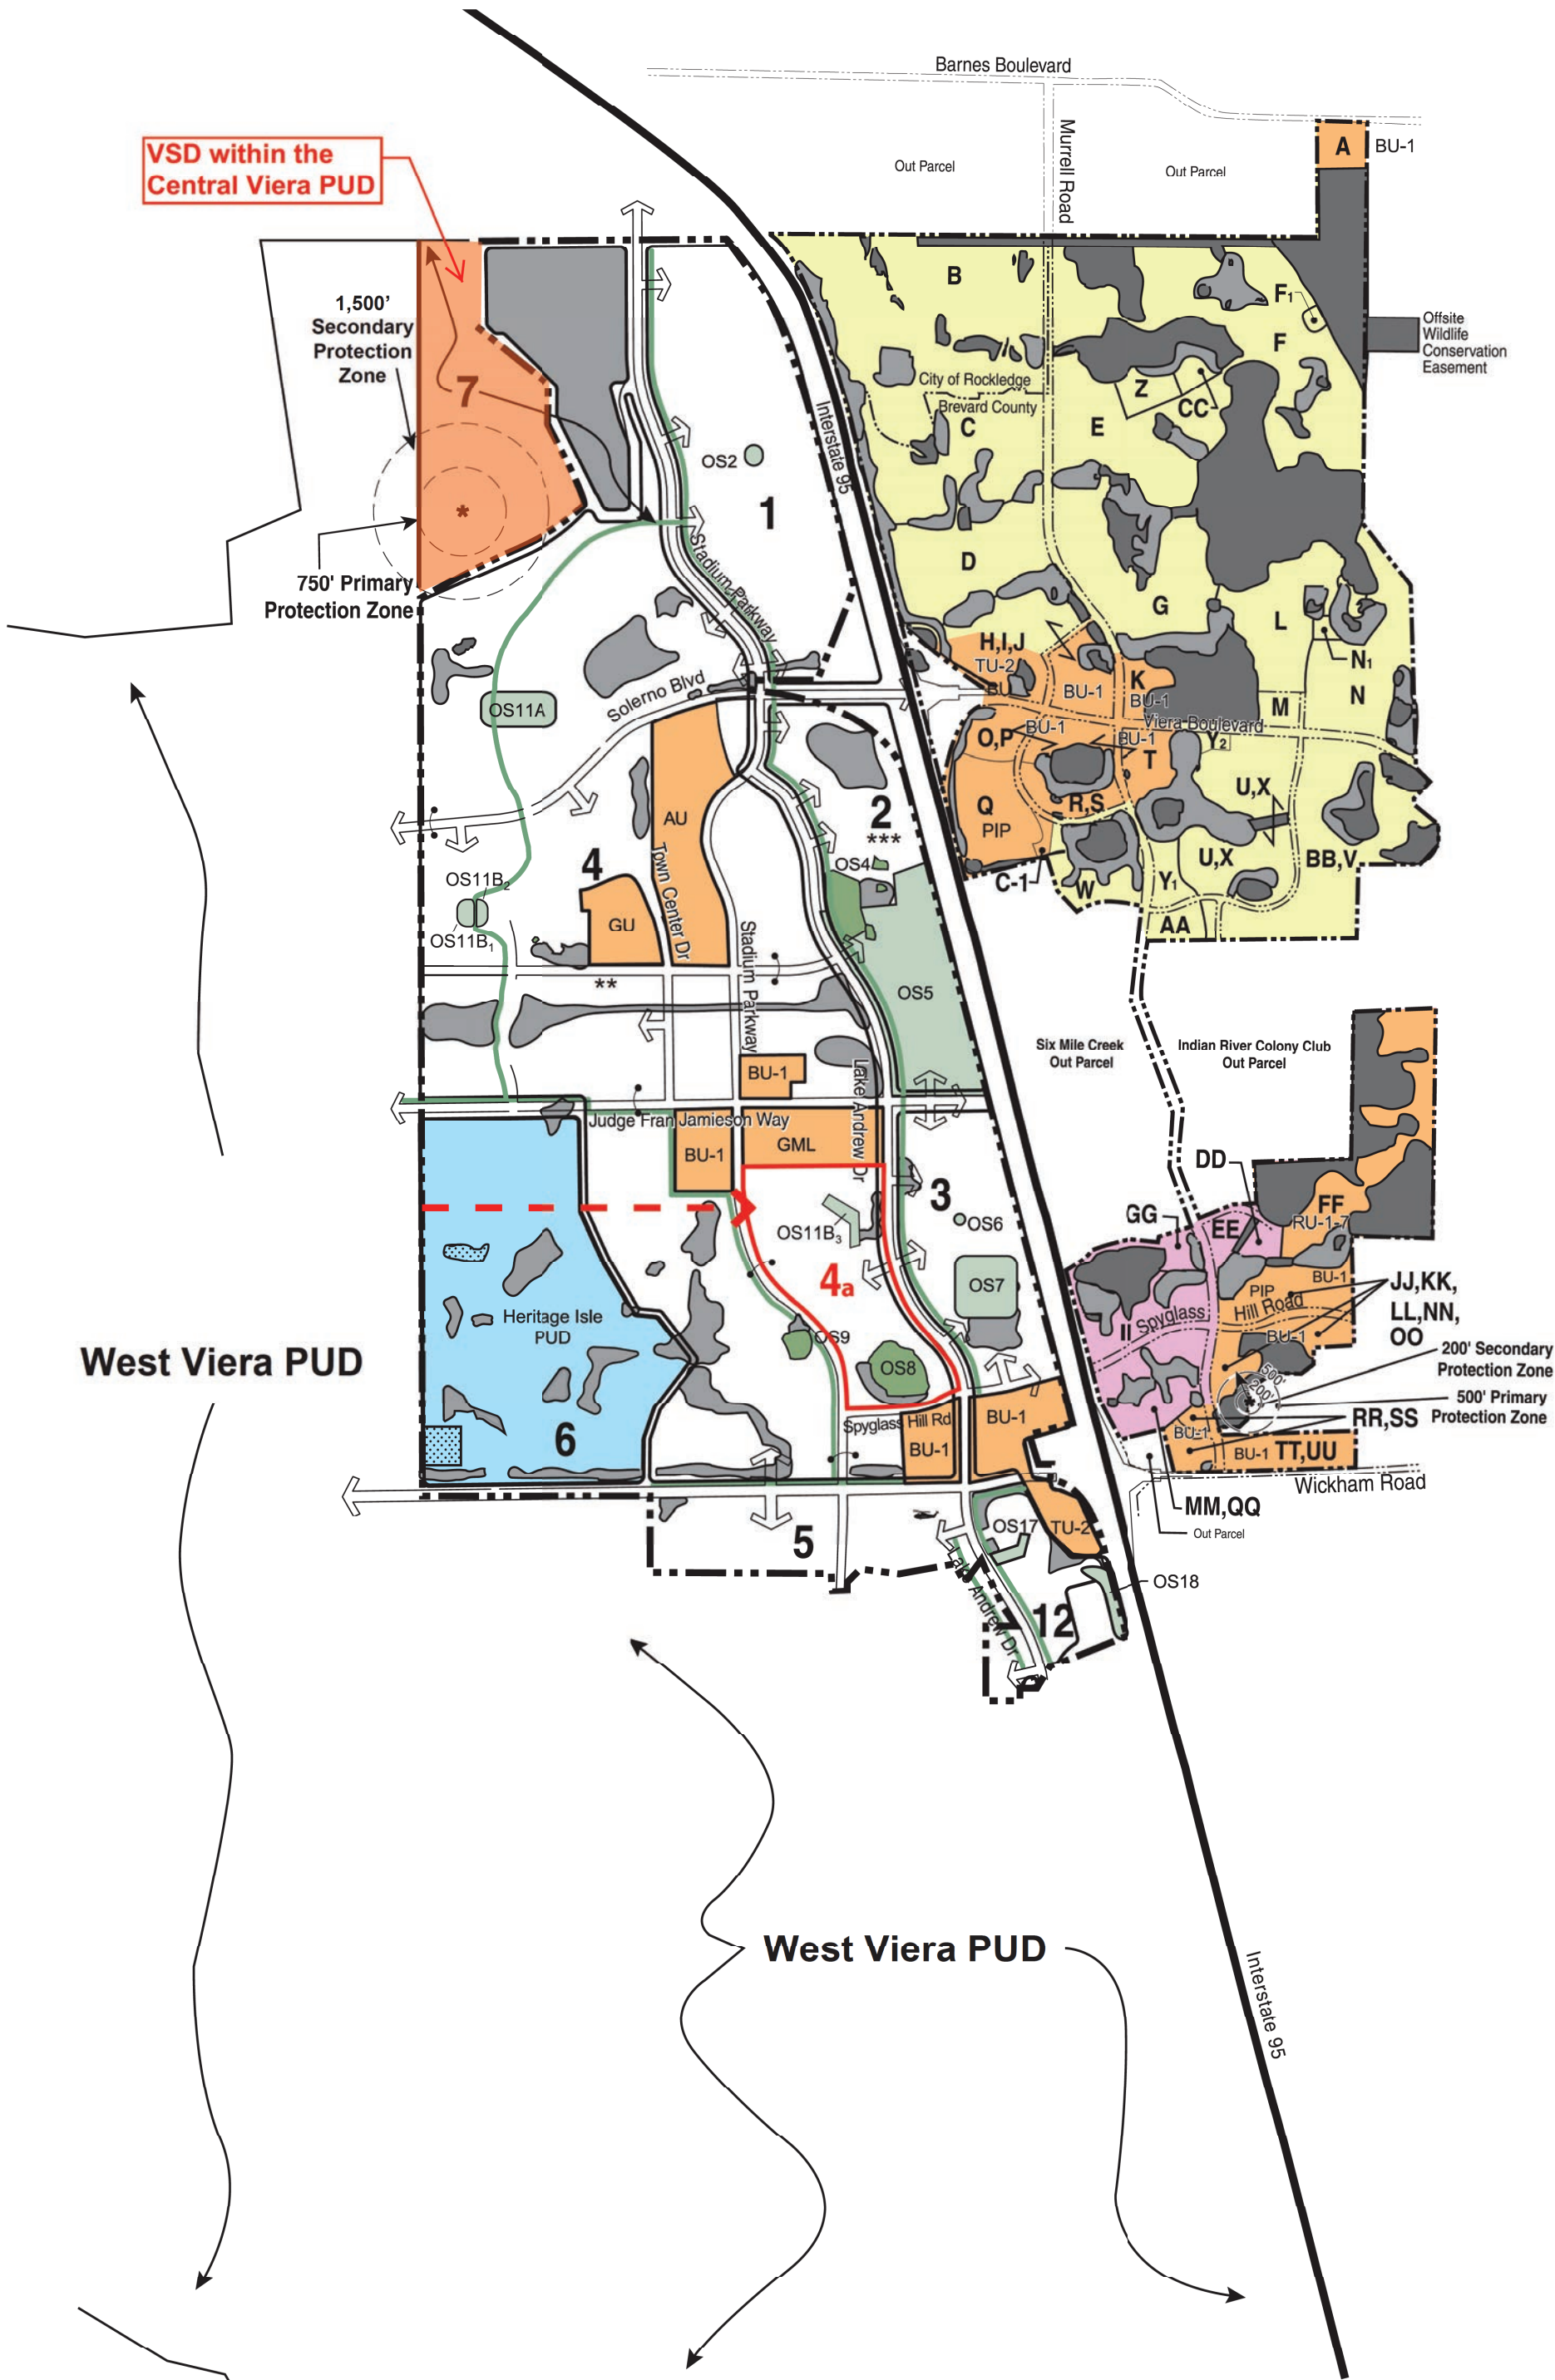 Barnes Boulevard
Murrell Road
Out Parcel
Out Parcel
A
BU-1
VSD within the
Central Viera PUD
1,500’
Secondary
Protection
Zone
7
*
750' Primary
Protection Zone
OS2
1
Interstate 95
Stadium Parkway
B
F1
F
Offsite
Wildlife
Conservation
Easement
City of Rockledge
Brevard County
Z
CC
C
E
D
G
L
H,I,J
TU-2
BU
BU-1
K
BU-1
N1
N
M
Viera Boulevard
O,P
BU-1
BU-1
Y2
T
Q
PIP
R,S
U,X
U,X
BB,V
C-1
W
Y1
AA
OS11A
Solerno Blvd
AU
2
***
OS4
4
Town Center Dr
OS11B2
GU
OS11B1
Stadium Parkway
**
OS5
Six Mile Creek
Out Parcel
Indian River Colony Club
Out Parcel
BU-1
Lake Andrew Dr
Judge Fran Jamieson Way
BU-1
GML
DD
3
FF
RU-1-7
GG
EE
OS11B3
OS6
4a
OS7
BU-1
PIP
JJ,KK,
LL,NN,
OO
Heritage Isle
PUD
II
Spyglass
Hill Road
BU-1
OS9
OS8
500'
200'
*
200' Secondary
Protection Zone
500' Primary
Protection Zone
West Viera PUD
RR,SS
BU-1
BU-1
TT,UU
6
Spyglass Hill Rd
BU-1
BU-1
Wickham Road
MM,QQ
Out Parcel
5
OS17
TU-2
OS18
Lake Andrew Dr
12
West Viera PUD
Interstate 95